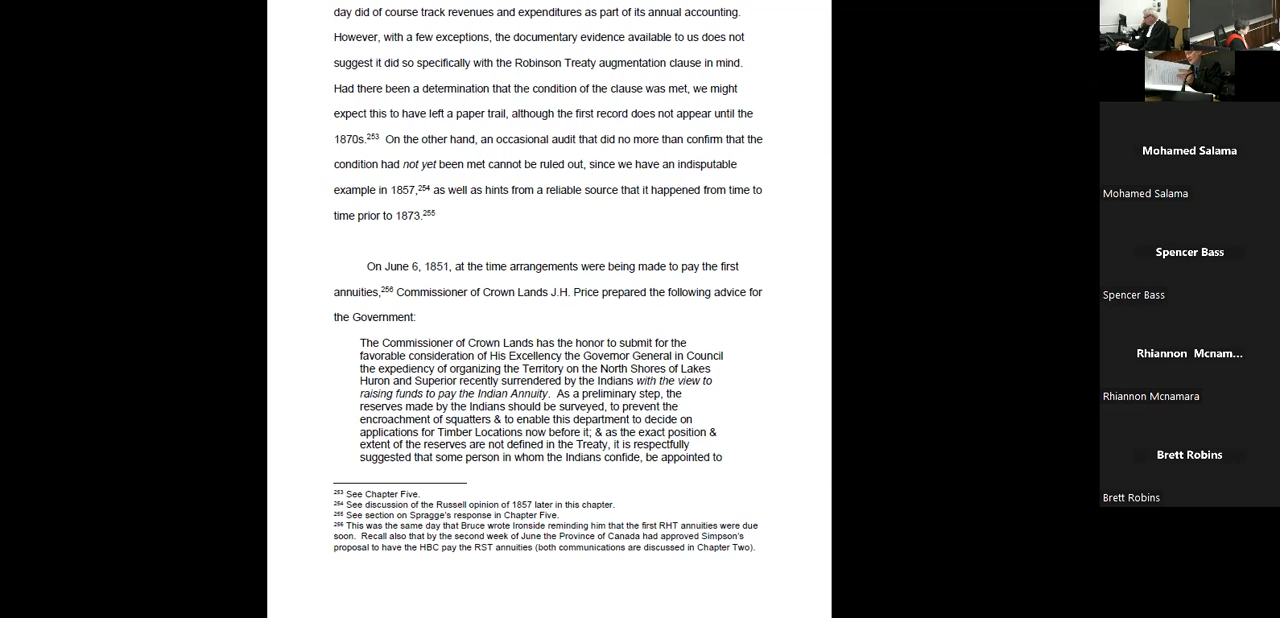 day did of course track revenues and expenditures as part of its annual accounting.
However, with a few exceptions, the documentary evidence available to us does not
suggest it did so specifically with the Robinson Treaty augmentation clause in mind.
Had there been a determination that the condition of the clause was met, we might
expect this to have left a paper trail, although the first record does not appear until the
1870s.253 On the other hand, an occasional audit that did no more than confirm that the
condition had not yet been met cannot be ruled out, since we have an indisputable
example in 1857,254 as well as hints from a reliable source that it happened from time to
time prior to 1873.255
On June 6, 1851, at the time arrangements were being made to pay the first
annuities,256 Commissioner of Crown Lands J.H. Price prepared the following advice for
the Government:
The Commissioner of Crown Lands has the honor to submit for the
favorable consideration of His Excellency the Governor General in Council
the expediency of organizing the Territory on the North Shores of Lakes
Huron and Superior recently surrendered by the Indians with the view to
raising funds to pay the Indian Annuity. As a preliminary step, the
reserves made by the Indians should be surveyed, to prevent the
encroachment of squatters & to enable this department to decide on
applications for Timber Locations now before it; & as the exact position &
extent of the reserves are not defined in the Treaty, it is respectfully
suggested that some person in whom the Indians confide, be appointed to
253 See Chapter Five.
254 See discussion of the Russell opinion of 1857 later in this chapter.
255 See section on Spragge's response in Chapter Five.
256 This was the same day that Bruce wrote Ironside reminding him that the first RHT annuities were due
soon. Recall also that by the second week of June the Province of Canada had approved Simpson's
proposal to have the HBC pay the RST annuities (both communications are discussed in Chapter Two).
Mohamed Salama
Mohamed Salama
Spencer Bass
Spencer Bass
Rhiannon Mcnam...
Rhiannon Mcnamara
Brett Robins
Brett Robins